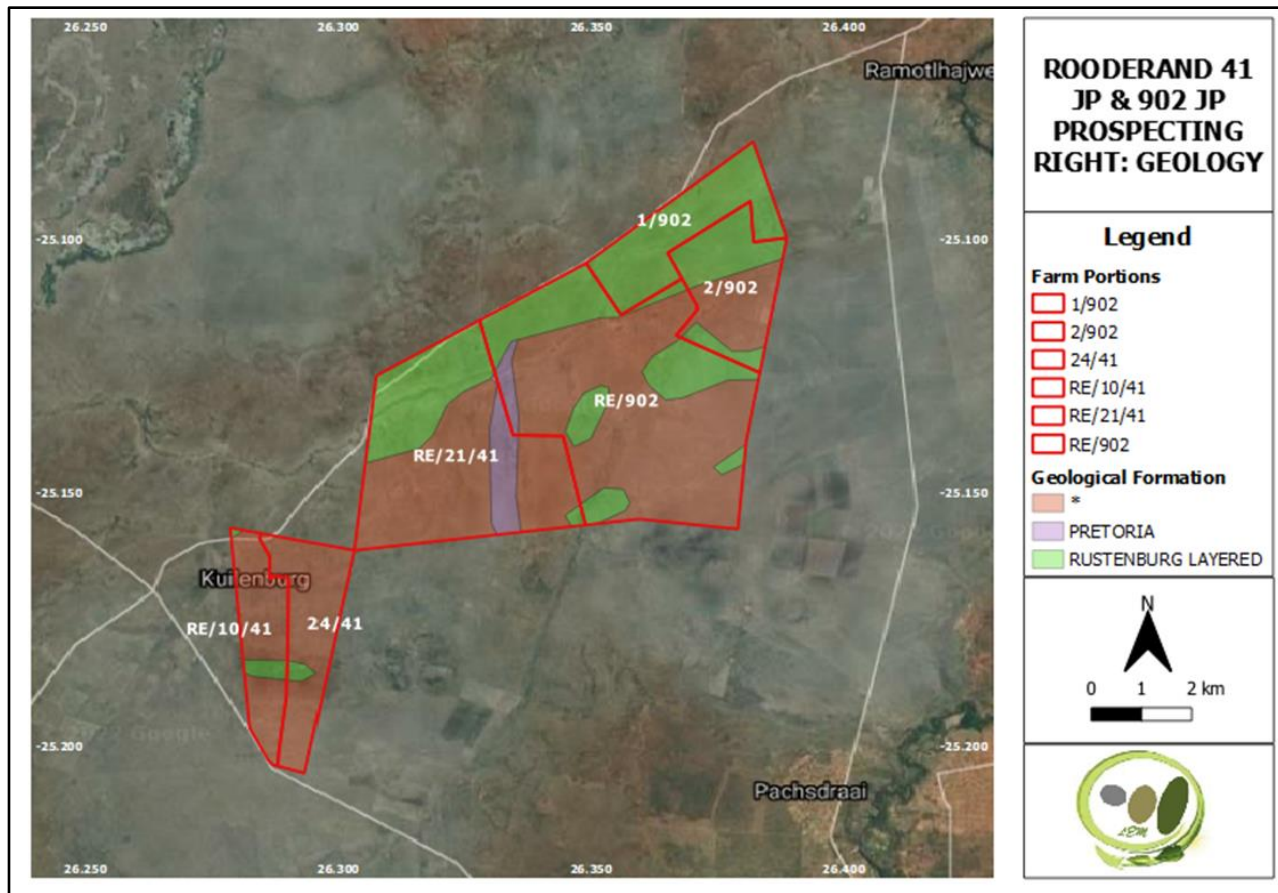 26.250 26.300 26.350 26.400
Ramotlhajwe
1/902
-25.100 -25.100
2/902
RE/902
RE/21/41
-25.150 -25.150
Kuilenburg
RE/10/41 24/41
2022 Google
-25.200 -25.200
Pachsdraai
26.250 26.300 26.350 26.400
ROODERAND 41
JP & 902 JP
PROSPECTING
RIGHT: GEOLOGY
Legend
Farm Portions
1/902
2/902
24/41
RE/10/41
RE/21/41
RE/902
Geological Formation
*
PRETORIA
RUSTENBURG LAYERED
N
0 1 2 km